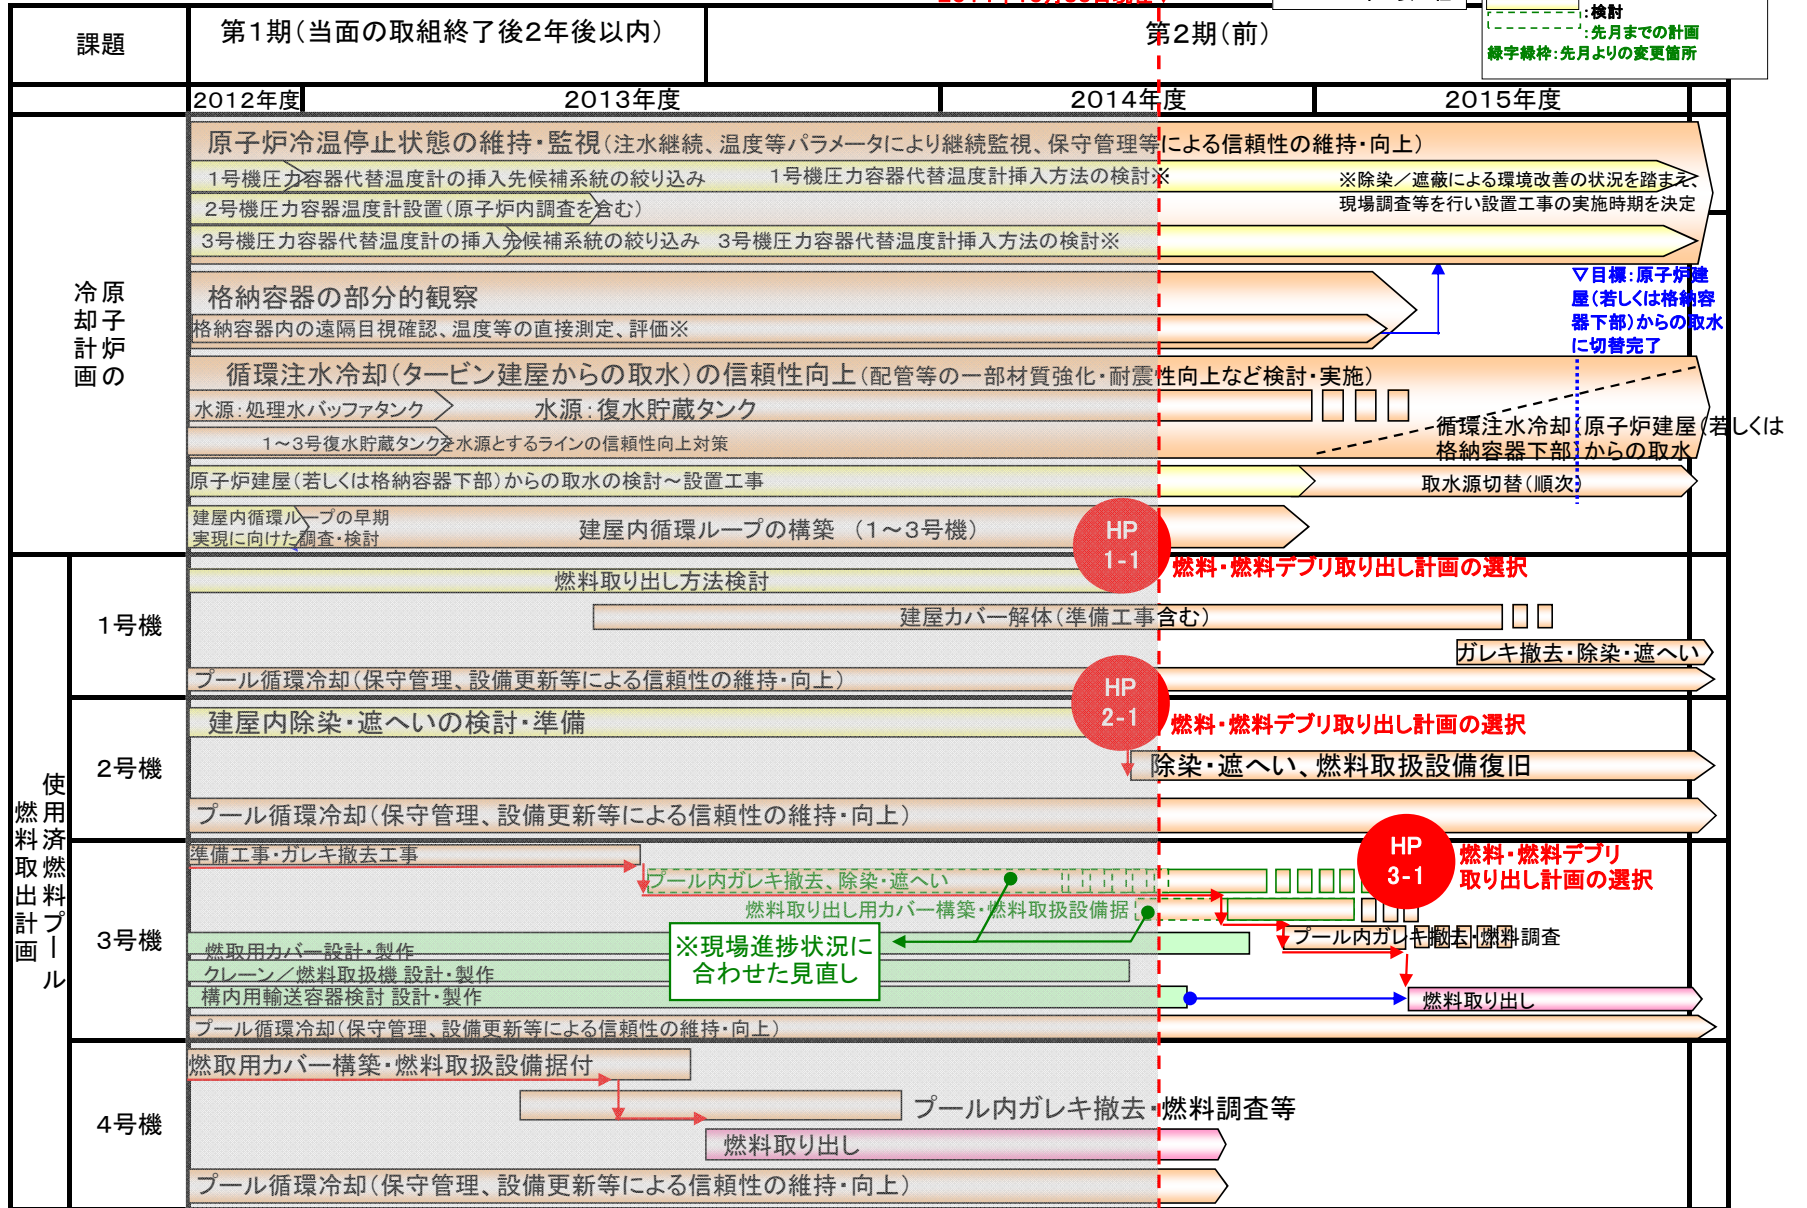 :検討
:先月までの計画
緑字緑枠:先月よりの変更箇所
課題
第1期(当面の取組終了後2年後以内)
第2期(前)
2012年度
2013年度
2014年度
2015年度
原子炉の冷却計画
原子炉冷温停止状態の維持・監視(注水継続、温度等パラメータにより継続監視、保守管理等による信頼性の維持・向上)
1号機圧力容器代替温度計の挿入先候補系統の絞り込み
1号機圧力容器代替温度計挿入方法の検討※
※除染/遮蔽による環境改善の状況を踏まえ、
現場調査等を行い設置工事の実施時期を決定
2号機圧力容器温度計設置(原子炉内調査を含む)
3号機圧力容器代替温度計の挿入先候補系統の絞り込み
3号機圧力容器代替温度計挿入方法の検討※
格納容器の部分的観察
格納容器内の遠隔目視確認、温度等の直接測定、評価※
▽目標:原子炉建
屋(若しくは格納容
器下部)からの取水
に切替完了
循環注水冷却(タービン建屋からの取水)の信頼性向上(配管等の一部材質強化・耐震性向上など検討・実施)
水源:処理水バッファタンク
水源:復水貯蔵タンク
循環注水冷却(原子炉建屋(若しくは
格納容器下部)からの取水
1~3号復水貯蔵タンクを水源とするラインの信頼性向上対策
原子炉建屋(若しくは格納容器下部)からの取水の検討~設置工事
取水源切替(順次)
建屋内循環ループの早期
実現に向けた調査・検討
建屋内循環ループの構築 (1~3号機)
HP
1-1
燃料・燃料デブリ取り出し計画の選択
使用済燃料プール燃料取出計画
1号機
燃料取り出し方法検討
建屋カバー解体(準備工事含む)
ガレキ撤去・除染・遮へい
プール循環冷却(保守管理、設備更新等による信頼性の維持・向上)
HP
2-1
燃料・燃料デブリ取り出し計画の選択
2号機
建屋内除染・遮へいの検討・準備
除染・遮へい、燃料取扱設備復旧
プール循環冷却(保守管理、設備更新等による信頼性の維持・向上)
HP
3-1
燃料・燃料デブリ
取り出し計画の選択
3号機
準備工事・ガレキ撤去工事
プール内ガレキ撤去、除染・遮へい
燃料取り出し用カバー構築・燃料取扱設備据
プール内ガレキ撤去・燃料調査
※現場進捗状況に
合わせた見直し
燃取用カバー設計・製作
クレーン/燃料取扱機 設計・製作
構内用輸送容器検討 設計・製作
燃料取り出し
プール循環冷却(保守管理、設備更新等による信頼性の維持・向上)
4号機
燃取用カバー構築・燃料取扱設備据付
プール内ガレキ撤去・燃料調査等
燃料取り出し
プール循環冷却(保守管理、設備更新等による信頼性の維持・向上)